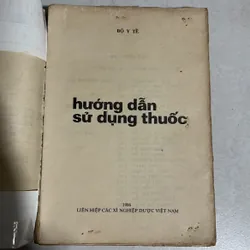 BỘ Y TẾ
hướng dẫn
sử dụng thuốc
LIÊN HIỆP CÁC XÍ NGHIỆP DƯỢC VIỆT NAM